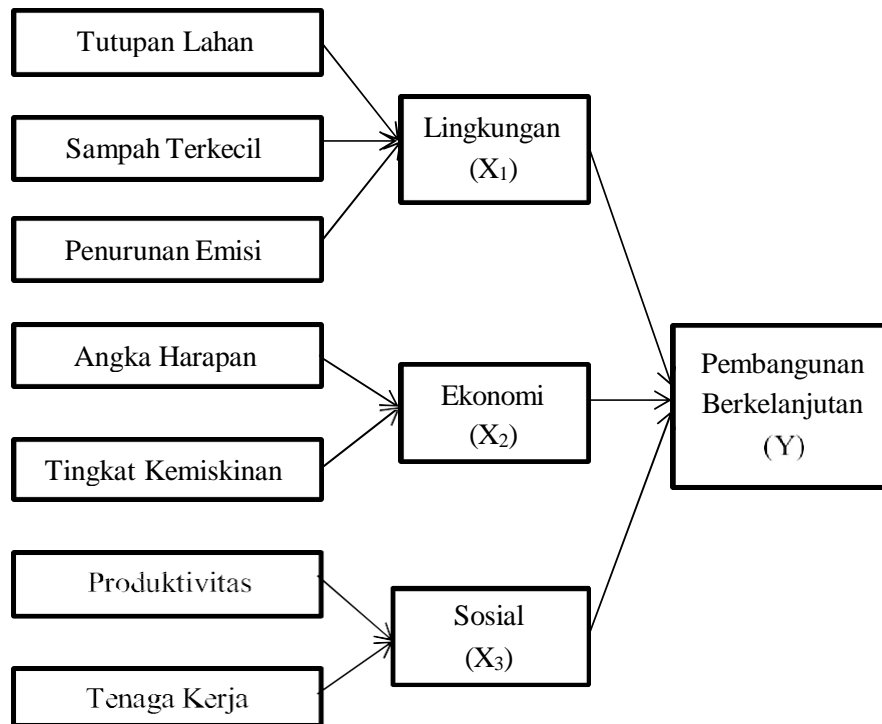 Tutupan Lahan
Sampah Terkecil
Penurunan Emisi
Angka Harapan
Tingkat Kemiskinan
Produktivitas
Tenaga Kerja
Lingkungan
(X₁)
Ekonomi
(X₂)
Sosial
(X₃)
Pembangunan
Berkelanjutan
(Y)